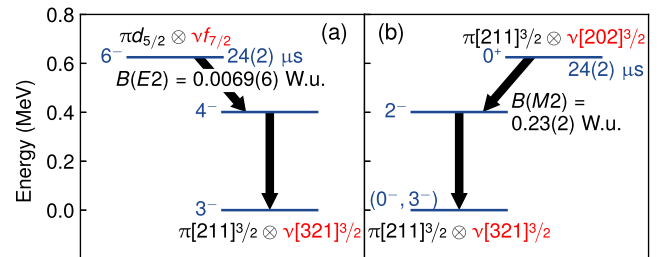 Energy (MeV)
0.8
0.6
0.4
0.2
0.0
(a)
πd5/2 ⊗ νf7/2
6⁻
24(2) μs
B(E2) = 0.0069(6) W.u.
4⁻
3⁻
π[211]3/2 ⊗ ν[321]3/2
(b)
π[211]3/2 ⊗ ν[202]3/2
0⁺
24(2) μs
B(M2) =
0.23(2) W.u.
2⁻
(0⁻, 3⁻)
π[211]3/2 ⊗ ν[321]3/2